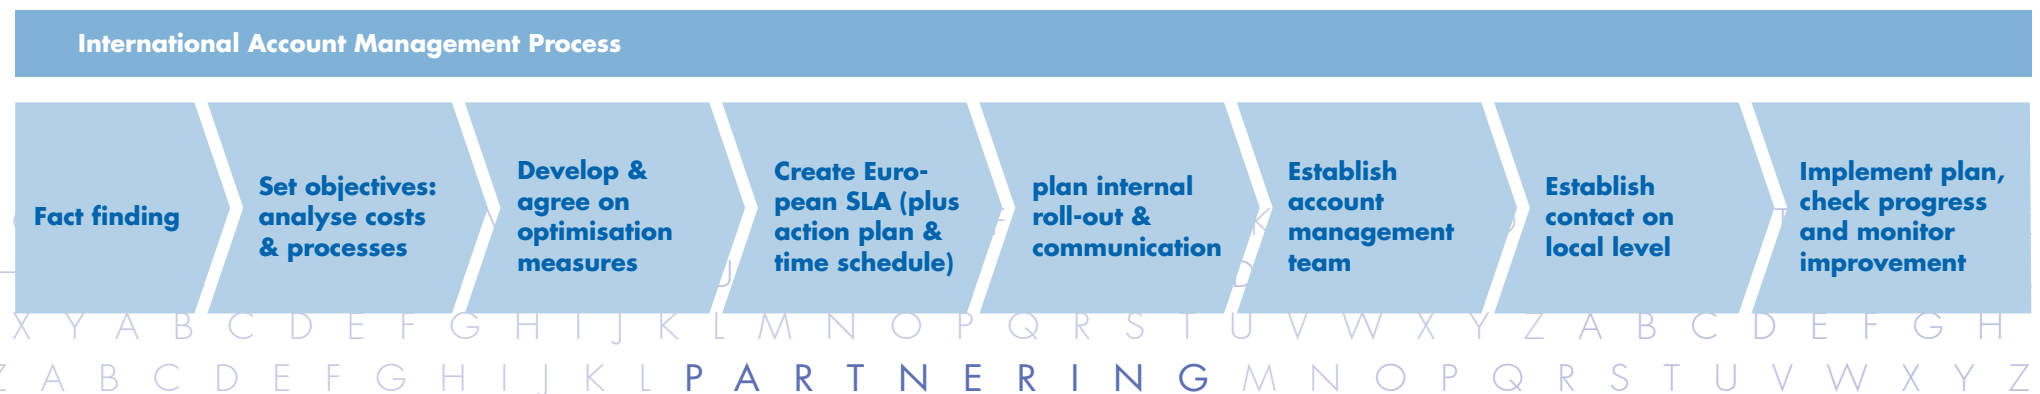 International Account Management Process
Fact finding
Set objectives:
analyse costs
& processes
Develop &
agree on
optimisation
measures
Create Euro-
pean SLA (plus
action plan &
time schedule)
plan internal
roll-out &
communication
Establish
account
management
team
Establish
contact on
local level
Implement plan,
check progress
and monitor
improvement
X Y A B C D E F G H I J K L M N O P Q R S T U V W X Y Z A B C D E F G H
Z A B C D E F G H I J K L P A R T N E R I N G M N O P Q R S T U V W X Y Z